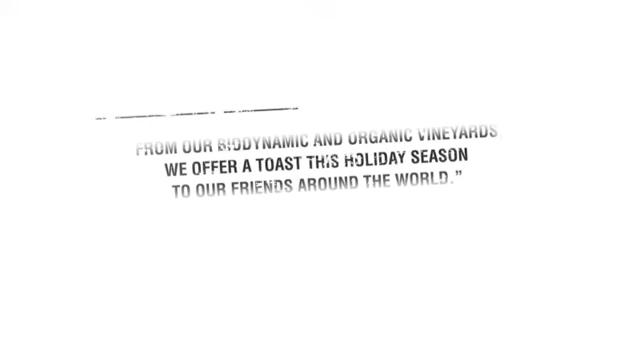 FROM OUR BIODYNAMIC AND ORGANIC VINEYARDS,
WE OFFER A TOAST THIS HOLIDAY SEASON
TO OUR FRIENDS AROUND THE WORLD.”